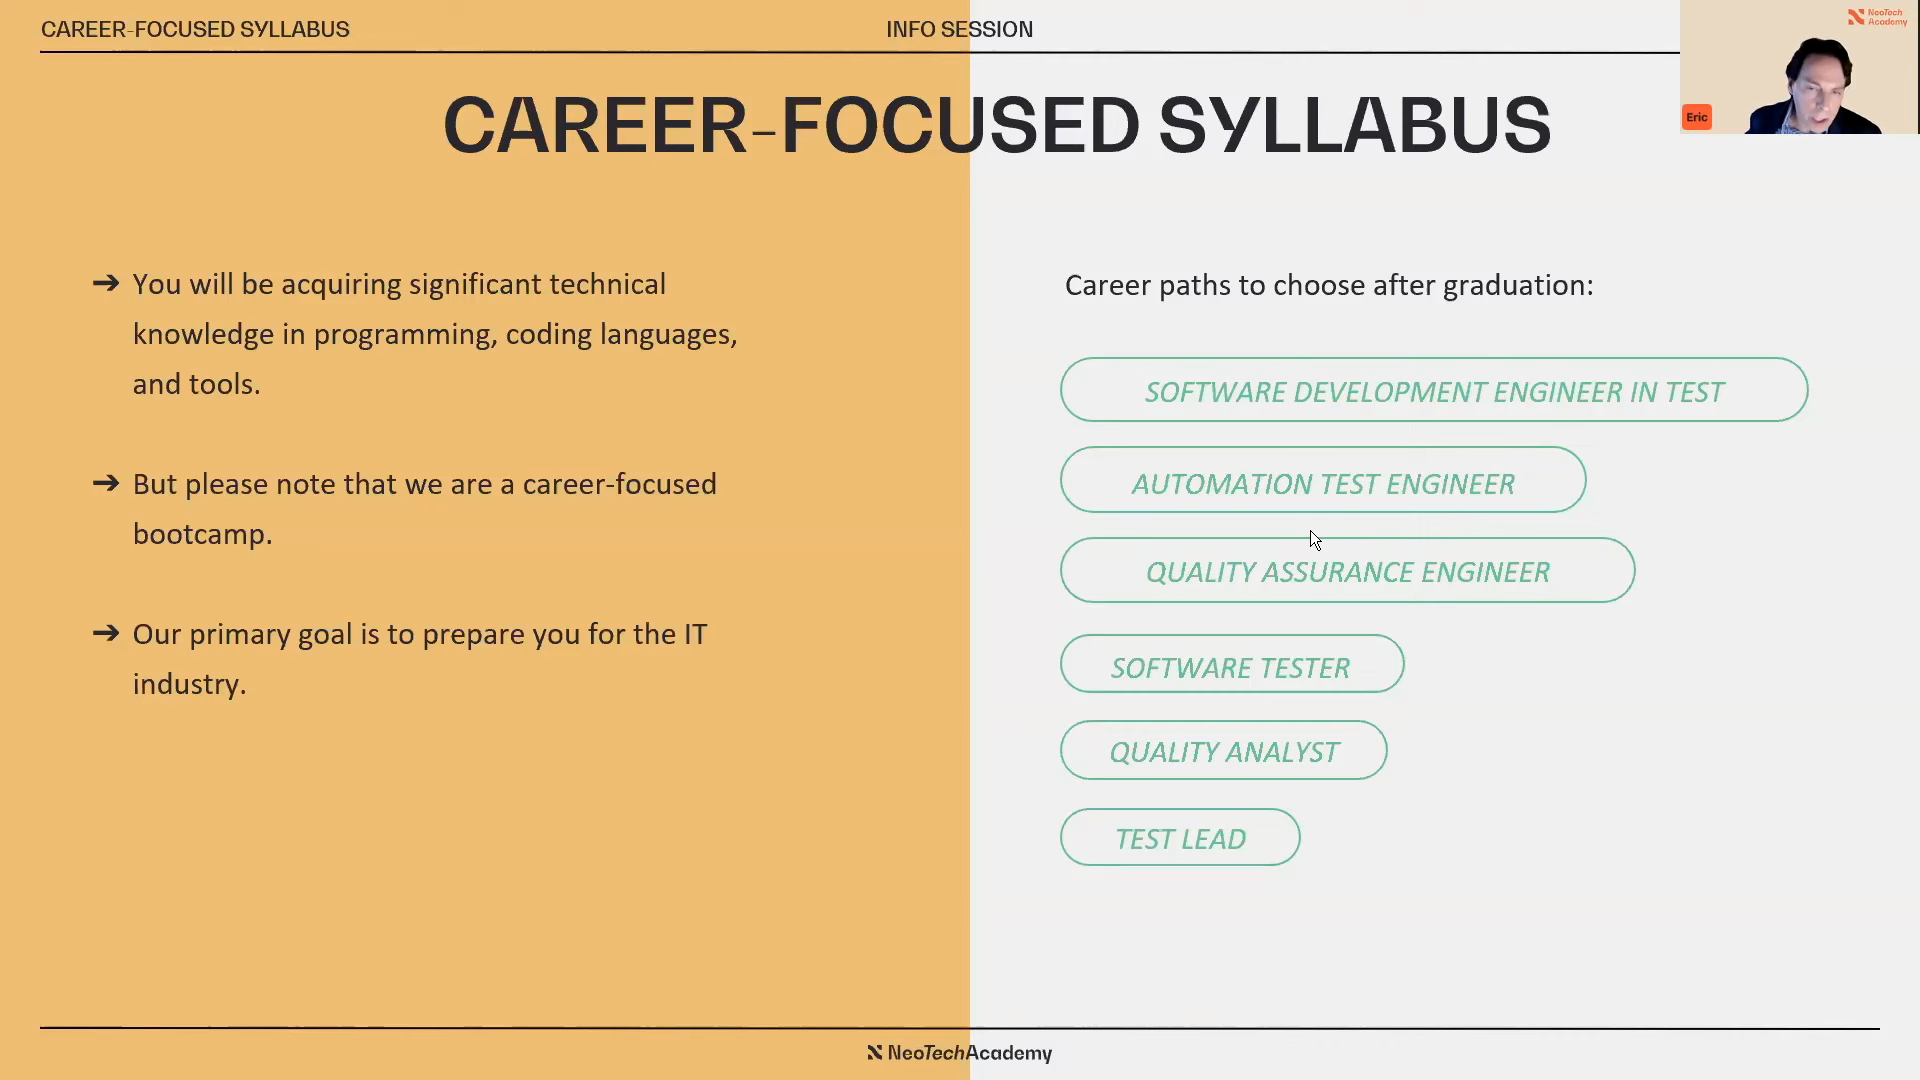 CAREER-FOCUSED SYLLABUS
INFO SESSION
NeoTech
Academy
Eric
CAREER-FOCUSED SYLLABUS
➔ You will be acquiring significant technical
knowledge in programming, coding languages,
and tools.
➔ But please note that we are a career-focused
bootcamp.
➔ Our primary goal is to prepare you for the IT
industry.
Career paths to choose after graduation:
SOFTWARE DEVELOPMENT ENGINEER IN TEST
AUTOMATION TEST ENGINEER
QUALITY ASSURANCE ENGINEER
SOFTWARE TESTER
QUALITY ANALYST
TEST LEAD
NeoTechAcademy